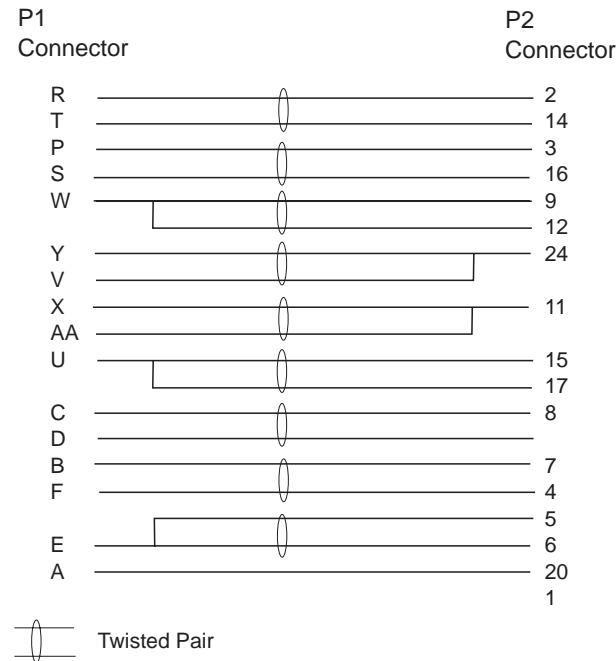 P1 Connector
P2 Connector
R 2
T 14
P 3
S 16
W 9
12
Y 24
V
X 11
AA
U 15
17
C 8
D
B 7
F 4
5
E 6
A 20
1
Twisted Pair